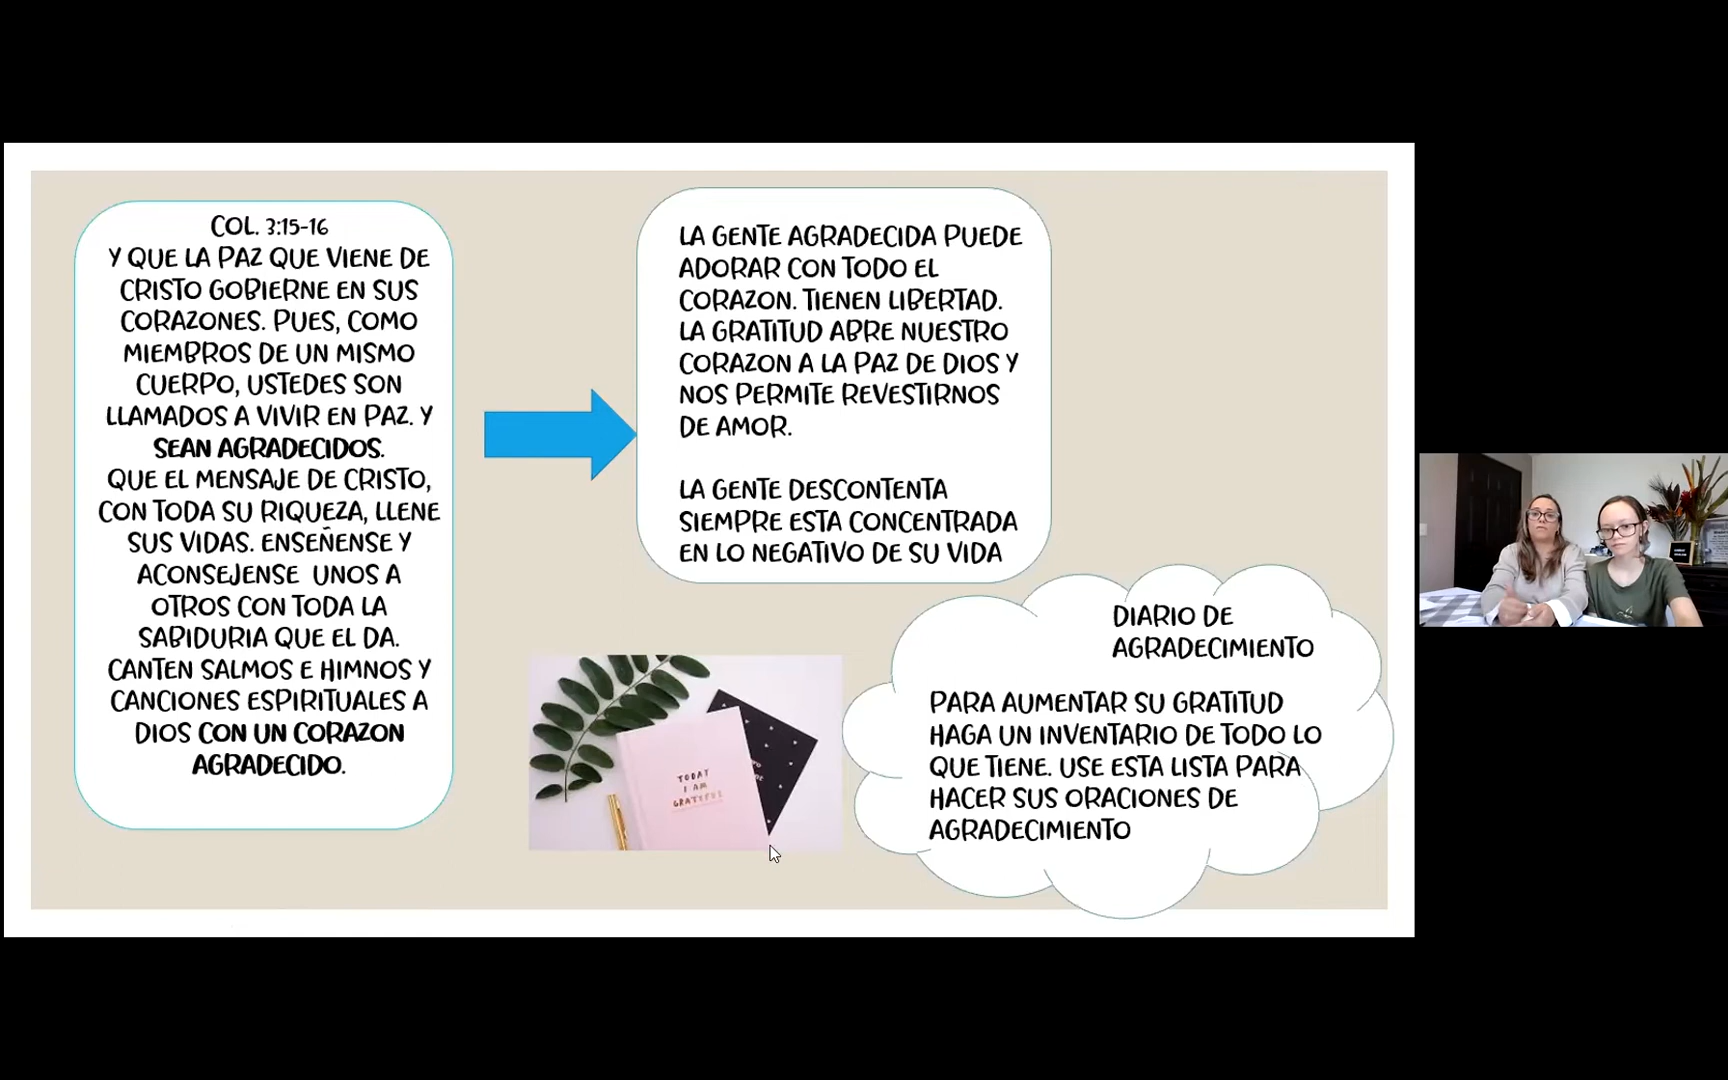 COL. 3:15-16
Y QUE LA PAZ QUE VIENE DE
CRISTO GOBIERNE EN SUS
CORAZONES. PUES, COMO
MIEMBROS DE UN MISMO
CUERPO, USTEDES SON
LLAMADOS A VIVIR EN PAZ. Y
SEAN AGRADECIDOS.
QUE EL MENSAJE DE CRISTO,
CON TODA SU RIQUEZA, LLENE
SUS VIDAS. ENSEÑENSE Y
ACONSEJENSE UNOS A
OTROS CON TODA LA
SABIDURIA QUE EL DA.
CANTEN SALMOS E HIMNOS Y
CANCIONES ESPIRITUALES A
DIOS CON UN CORAZON
AGRADECIDO.
LA GENTE AGRADECIDA PUEDE
ADORAR CON TODO EL
CORAZON. TIENEN LIBERTAD.
LA GRATITUD ABRE NUESTRO
CORAZON A LA PAZ DE DIOS Y
NOS PERMITE REVESTIRNOS
DE AMOR.
LA GENTE DESCONTENTA
SIEMPRE ESTA CONCENTRADA
EN LO NEGATIVO DE SU VIDA
TODAY
I AM
GRATEFUL
DIARIO DE
AGRADECIMIENTO
PARA AUMENTAR SU GRATITUD
HAGA UN INVENTARIO DE TODO LO
QUE TIENE. USE ESTA LISTA PARA
HACER SUS ORACIONES DE
AGRADECIMIENTO